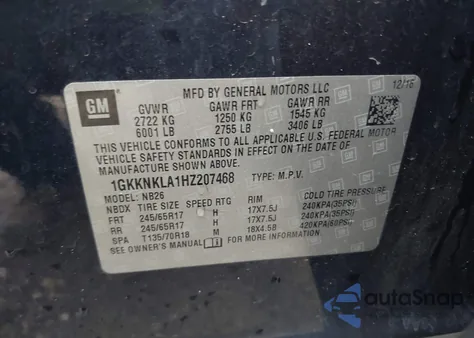 GM
MFD BY GENERAL MOTORS LLC
12/16
GVWR GAWR FRT GAWR RR
2722 KG 1250 KG 1545 KG
6001 LB 2755 LB 3406 LB
THIS VEHICLE CONFORMS TO ALL APPLICABLE U.S. FEDERAL MOTOR
VEHICLE SAFETY, BUMPER, AND THEFT PREVENTION STANDARDS
IN EFFECT ON THE DATE OF
MANUFACTURE SHOWN ABOVE.
1GKKNKLA1HZ207468 TYPE: M.P.V.
MODEL: NB26
NBDX TIRE SIZE SPEED RTG RIM COLD TIRE PRESSURE
FRT 245/65R17 H 17X7.5J 240KPA(35PSI)
RR 245/65R17 H 17X7.5J 240KPA(35PSI)
SPA T135/70R18 M 18X4.5B 420KPA(60PSI)
SEE OWNER'S MANUAL FOR MORE INFORMATION
autoSnap